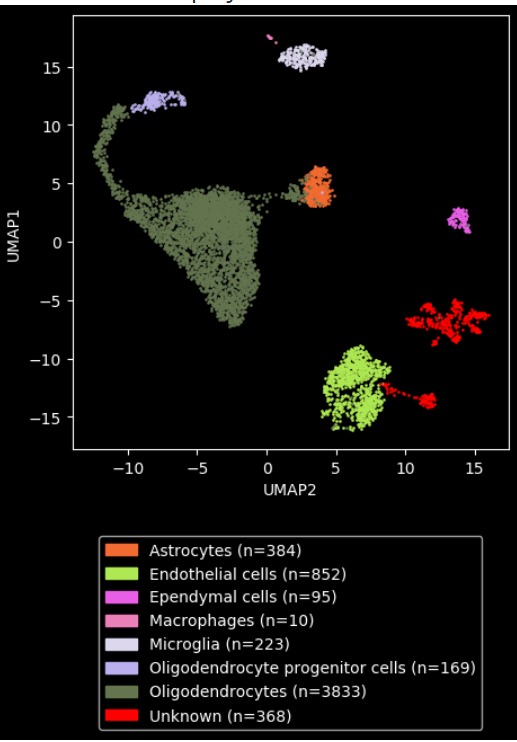 15
10
5
0
−5
−10
−15
UMAP1
−10 −5 0 5 10 15
UMAP2
Astrocytes (n=384)
Endothelial cells (n=852)
Ependymal cells (n=95)
Macrophages (n=10)
Microglia (n=223)
Oligodendrocyte progenitor cells (n=169)
Oligodendrocytes (n=3833)
Unknown (n=368)